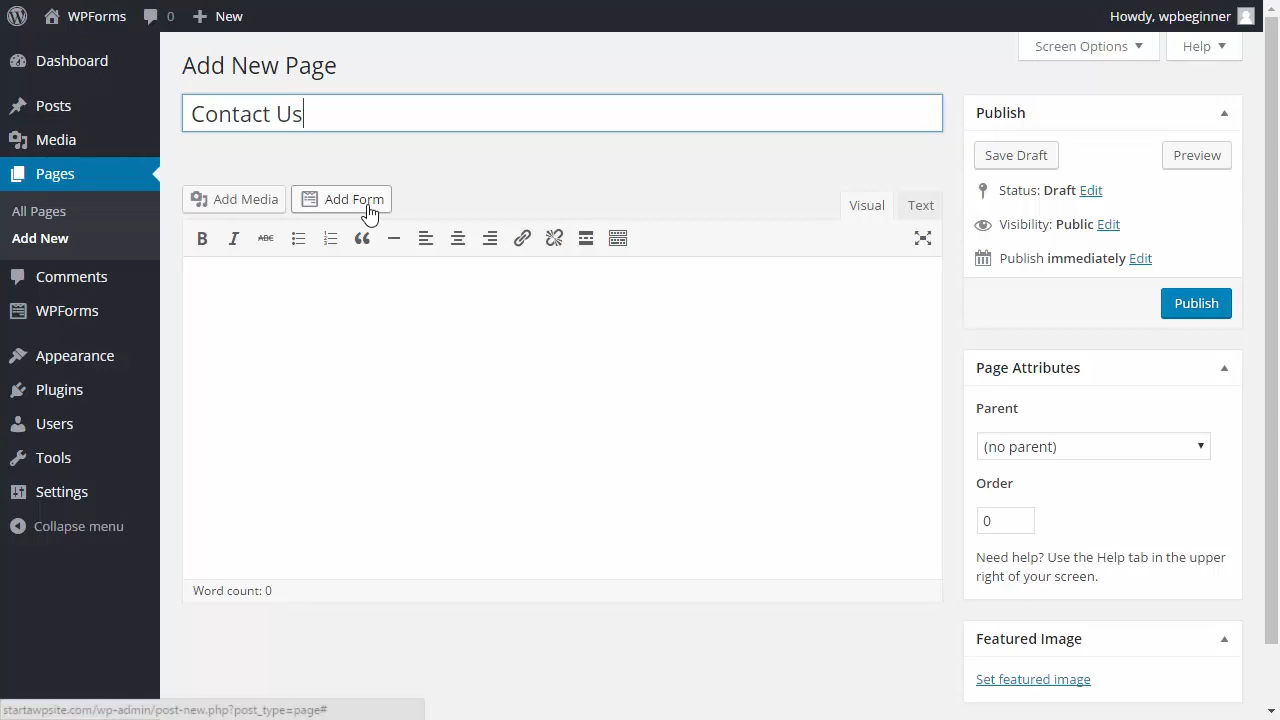 WPForms 0 New Howdy, wpbeginner
Screen Options Help
Dashboard
Posts
Media
Pages
All Pages
Add New
Comments
WPForms
Appearance
Plugins
Users
Tools
Settings
Collapse menu
Add New Page
Contact Us
Add Media Add Form
Visual Text
B I ABC
Word count: 0
Publish
Save Draft Preview
Status: Draft Edit
Visibility: Public Edit
Publish immediately Edit
Publish
Page Attributes
Parent
(no parent)
Order
0
Need help? Use the Help tab in the upper
right of your screen.
Featured Image
Set featured image
startawpsite.com/wp-admin/post-new.php?post_type=page#